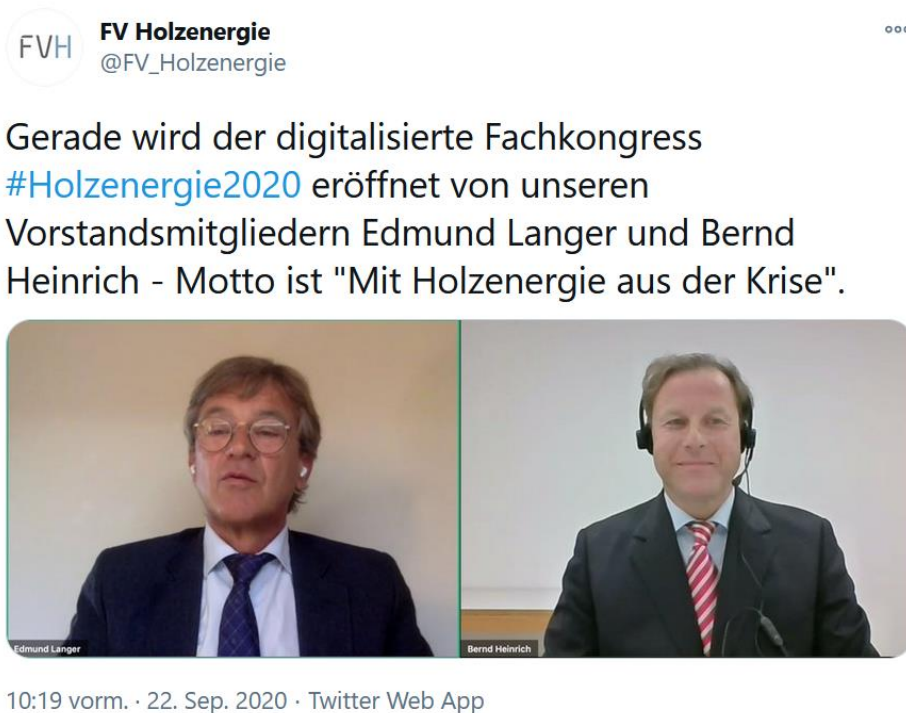 FVH
FV Holzenergie
@FV_Holzenergie
Gerade wird der digitalisierte Fachkongress
#Holzenergie2020 eröffnet von unseren
Vorstandsmitgliedern Edmund Langer und Bernd
Heinrich - Motto ist "Mit Holzenergie aus der Krise".
Edmund Langer
Bernd Heinrich
10:19 vorm. · 22. Sep. 2020 · Twitter Web App